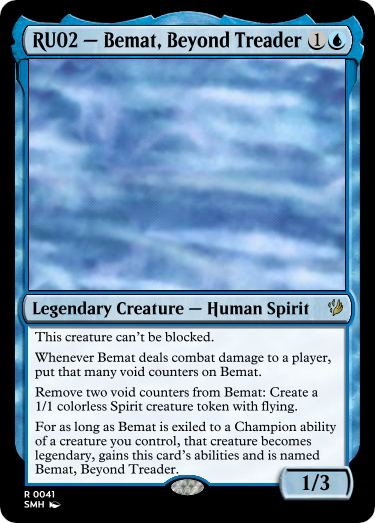 RU02 — Bemat, Beyond Treader 1
Legendary Creature — Human Spirit
This creature can't be blocked.
Whenever Bemat deals combat damage to a player,
put that many void counters on Bemat.
Remove two void counters from Bemat: Create a
1/1 colorless Spirit creature token with flying.
For as long as Bemat is exiled to a Champion ability
of a creature you control, that creature becomes
legendary, gains this card's abilities and is named
Bemat, Beyond Treader.
1/3
R 0041
SMH